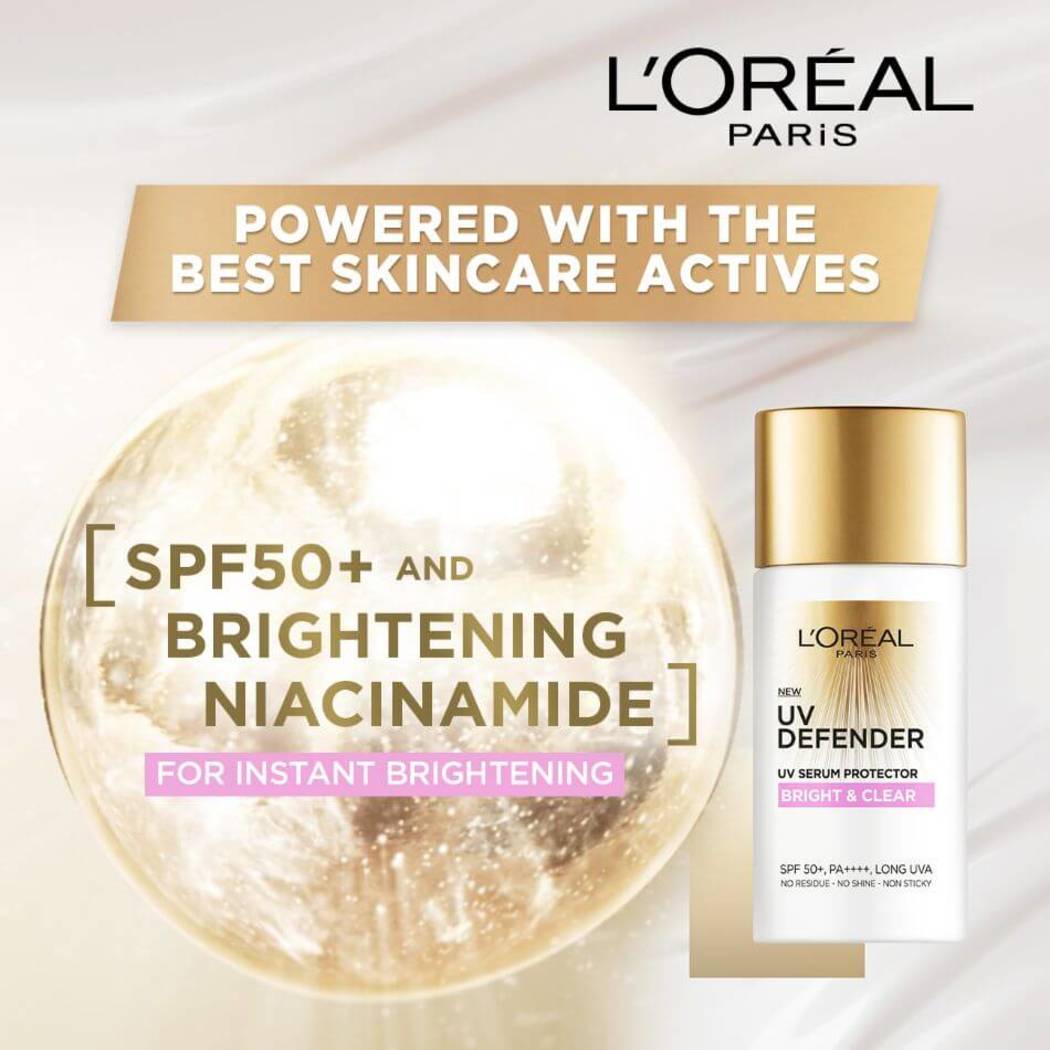 L'ORÉAL
PARiS
POWERED WITH THE
BEST SKINCARE ACTIVES
[SPF50+ AND
BRIGHTENING
NIACINAMIDE]
FOR INSTANT BRIGHTENING
L'ORÉAL
PARIS
NEW
UV
DEFENDER
UV SERUM PROTECTOR
BRIGHT & CLEAR
SPF 50+, PA++++, LONG UVA
NO RESIDUE - NO SHINE - NON STICKY